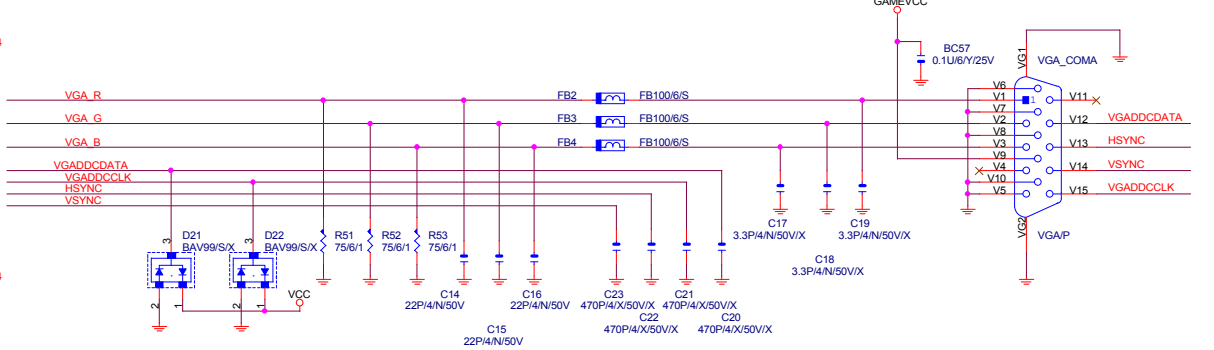 GAMEVCC
BC57
0.1U/6/Y/25V
VG1
VGA_COMA
VGA_R
FB2
FB100/6/S
V6
V1
1
V11
V7
VGA_G
FB3
FB100/6/S
V2
V12
VGADDCDATA
V8
VGA_B
FB4
FB100/6/S
V3
V13
HSYNC
V9
VGADDCDATA
V4
V14
VSYNC
VGADDCCLK
V10
HSYNC
V5
V15
VGADDCCLK
VSYNC
VG2
VGA/P
D21
BAV99/S/X
D22
BAV99/S/X
R51
75/6/1
R52
75/6/1
R53
75/6/1
3
3
C17
3.3P/4/N/50V/X
C19
3.3P/4/N/50V/X
C18
3.3P/4/N/50V/X
2
1
2
1
VCC
C14
22P/4/N/50V
C16
22P/4/N/50V
C23
470P/4/X/50V/X
C21
470P/4/X/50V/X
C15
22P/4/N/50V
C22
470P/4/X/50V/X
C20
470P/4/X/50V/X